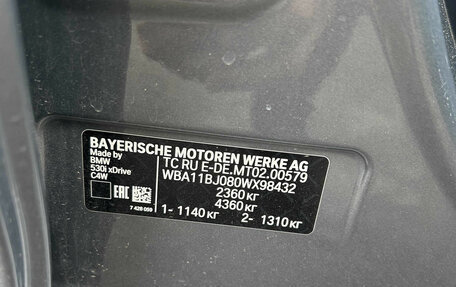 BAYERISCHE MOTOREN WERKE AG
Made by
BMW
530i xDrive
C4W
TC RU E-DE.MT02.00579
WBA11BJ080WX98432
2360 кг
4360 кг
1- 1140 кг 2- 1310 кг
EAC
7 428 059